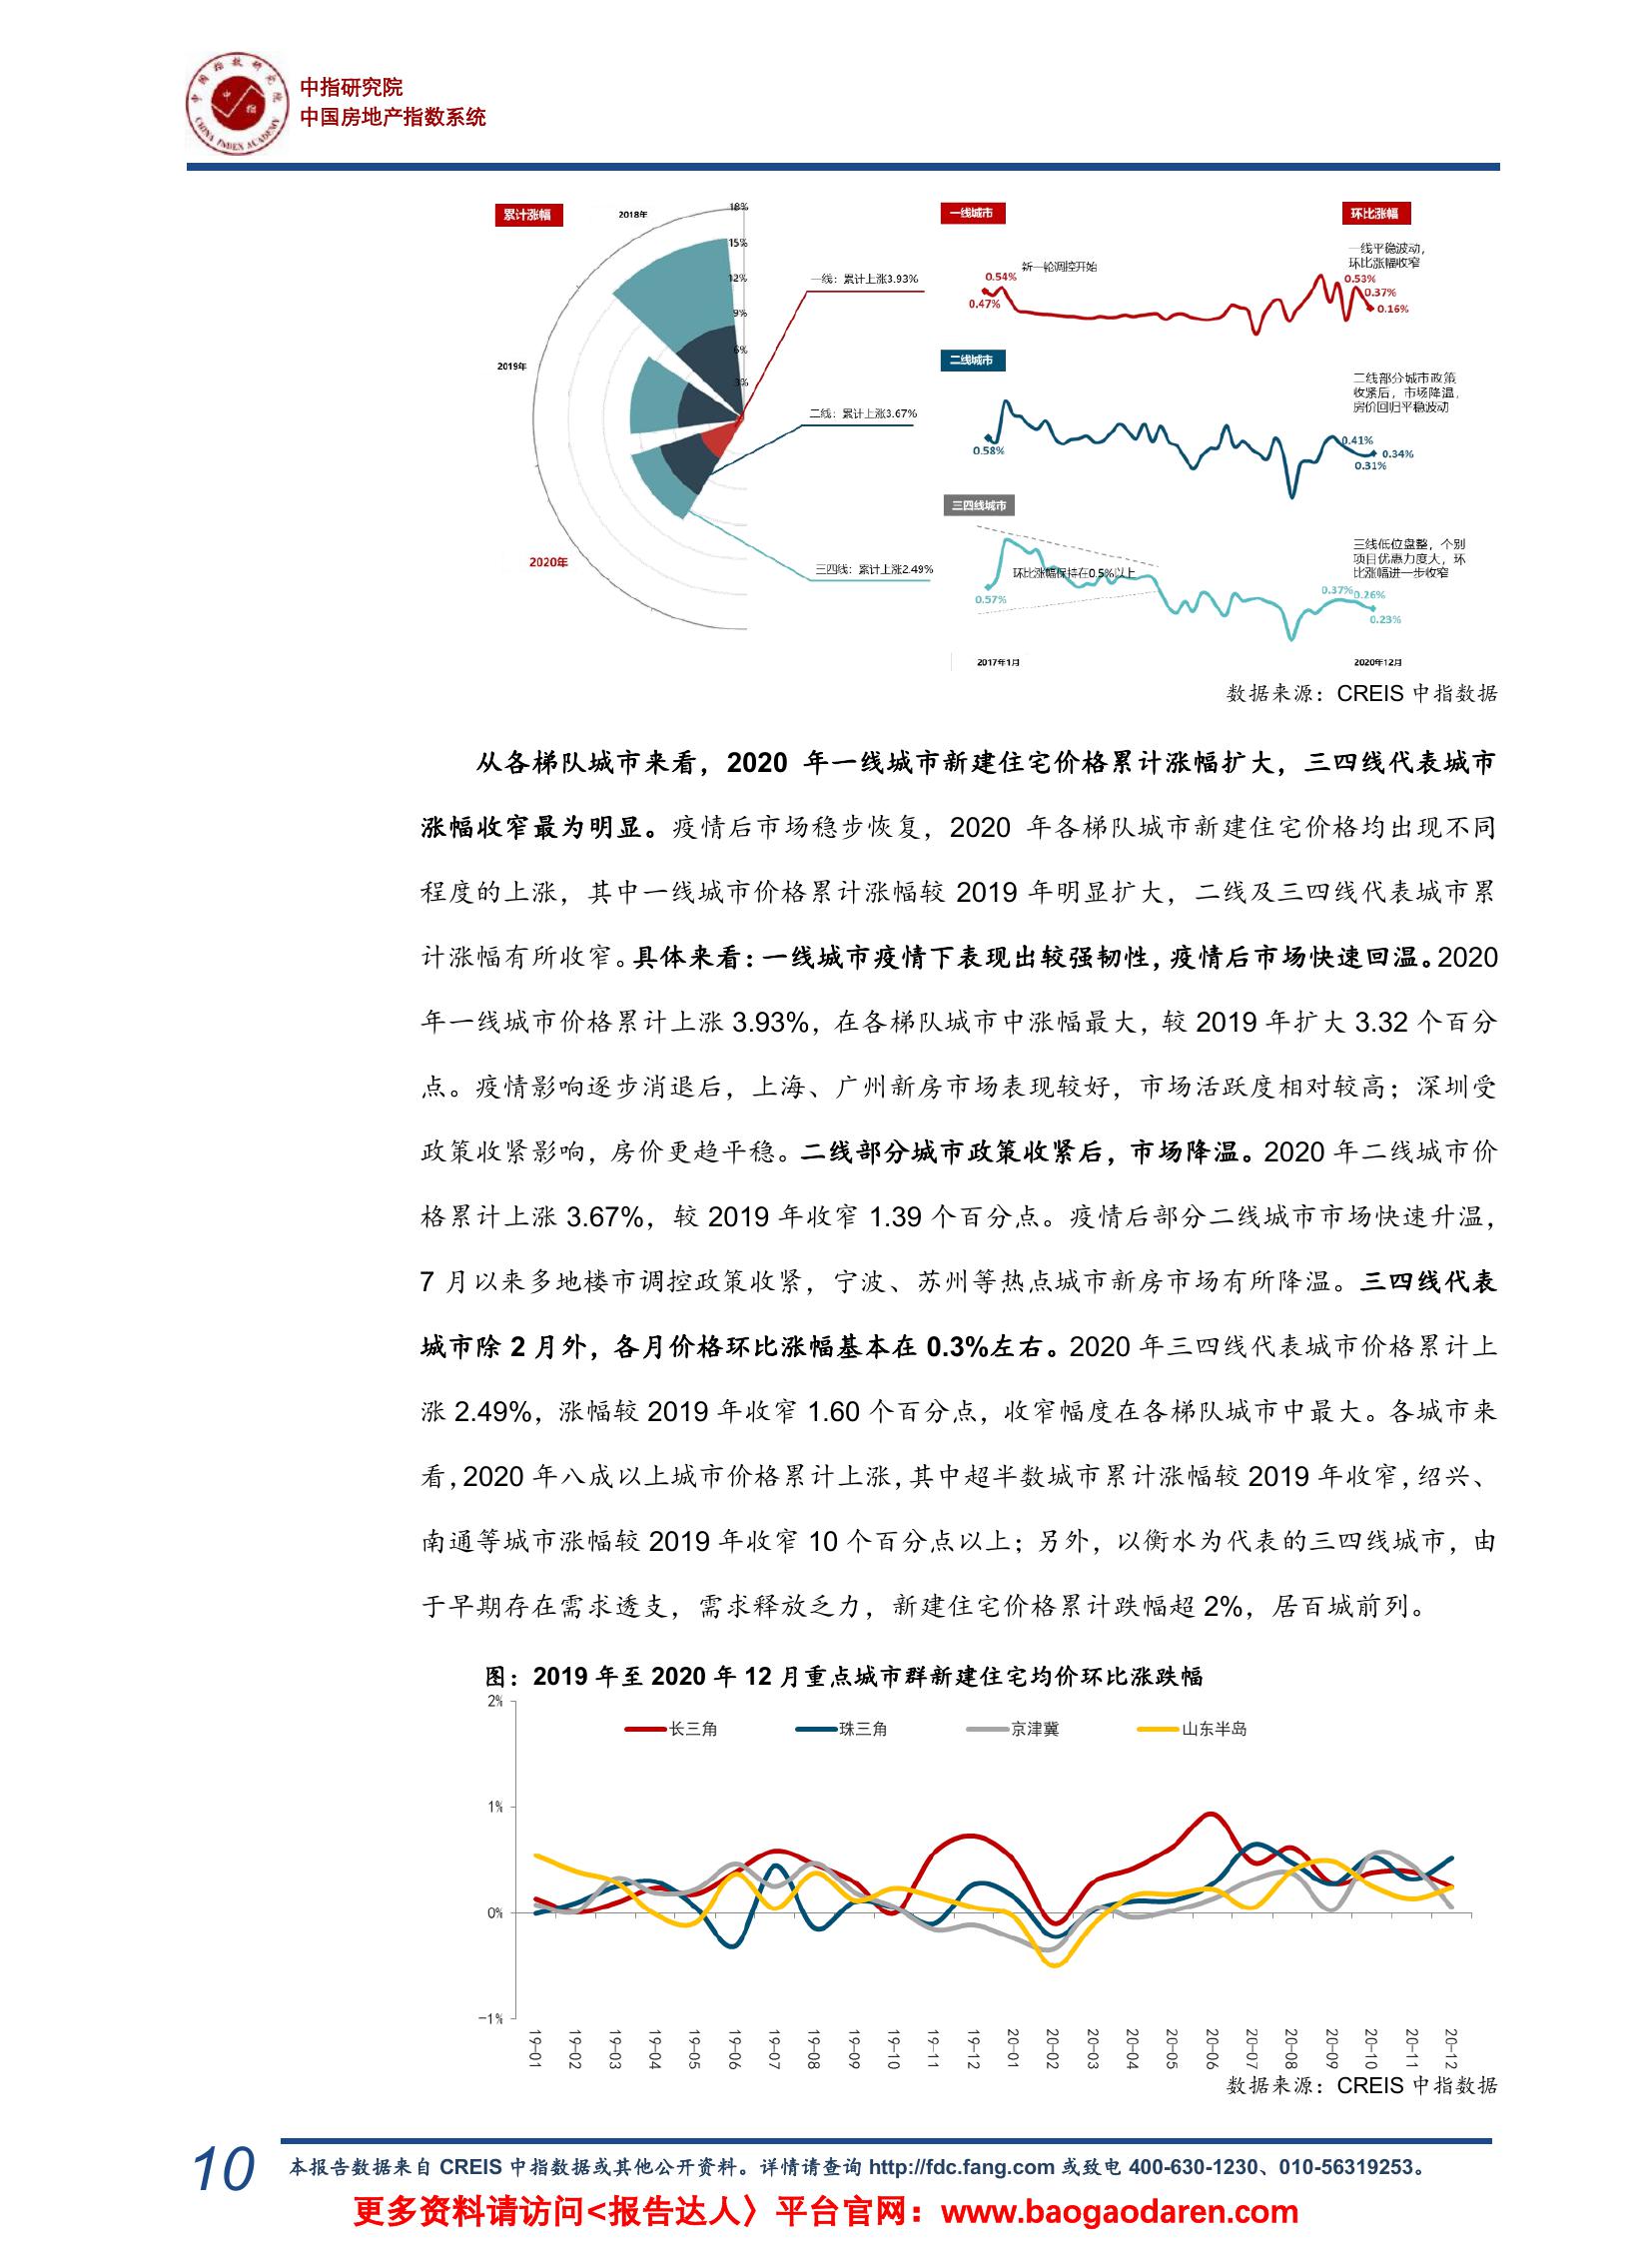 中指研究院
中国房地产指数系统
累计涨幅
2018年
2019年
2020年
18%
15%
12%
9%
6%
3%
一线：累计上涨3.93%
二线：累计上涨3.67%
三四线：累计上涨2.49%
一线城市
环比涨幅
新一轮调控开始
0.54%
0.47%
一线平稳波动，
环比涨幅收窄
0.53%
0.37%
0.16%
二线城市
0.58%
二线部分城市政策
收紧后，市场降温，
房价回归平稳波动
0.41%
0.34%
0.31%
三四线城市
环比涨幅保持在0.5%以上
0.57%
三线低位盘整，个别
项目优惠力度大，环
比涨幅进一步收窄
0.37%
0.26%
0.23%
2017年1月
2020年12月
数据来源：CREIS 中指数据
从各梯队城市来看，2020 年一线城市新建住宅价格累计涨幅扩大，三四线代表城市
涨幅收窄最为明显。疫情后市场稳步恢复，2020 年各梯队城市新建住宅价格均出现不同
程度的上涨，其中一线城市价格累计涨幅较 2019 年明显扩大，二线及三四线代表城市累
计涨幅有所收窄。具体来看：一线城市疫情下表现出较强韧性，疫情后市场快速回温。2020
年一线城市价格累计上涨 3.93%，在各梯队城市中涨幅最大，较 2019 年扩大 3.32 个百分
点。疫情影响逐步消退后，上海、广州新房市场表现较好，市场活跃度相对较高；深圳受
政策收紧影响，房价更趋平稳。二线部分城市政策收紧后，市场降温。2020 年二线城市价
格累计上涨 3.67%，较 2019 年收窄 1.39 个百分点。疫情后部分二线城市市场快速升温，
7 月以来多地楼市调控政策收紧，宁波、苏州等热点城市新房市场有所降温。三四线代表
城市除 2 月外，各月价格环比涨幅基本在 0.3%左右。2020 年三四线代表城市价格累计上
涨 2.49%，涨幅较 2019 年收窄 1.60 个百分点，收窄幅度在各梯队城市中最大。各城市来
看，2020 年八成以上城市价格累计上涨，其中超半数城市累计涨幅较 2019 年收窄，绍兴、
南通等城市涨幅较 2019 年收窄 10 个百分点以上；另外，以衡水为代表的三四线城市，由
于早期存在需求透支，需求释放乏力，新建住宅价格累计跌幅超 2%，居百城前列。
图：2019 年至 2020 年 12 月重点城市群新建住宅均价环比涨跌幅
长三角 珠三角 京津冀 山东半岛
2%
1%
0%
-1%
19-01 19-02 19-03 19-04 19-05 19-06 19-07 19-08 19-09 19-10 19-11 19-12 20-01 20-02 20-03 20-04 20-05 20-06 20-07 20-08 20-09 20-10 20-11 20-12
数据来源：CREIS 中指数据
10
本报告数据来自 CREIS 中指数据或其他公开资料。详情请查询 http://fdc.fang.com 或致电 400-630-1230、010-56319253。
更多资料请访问<报告达人〉平台官网：www.baogaodaren.com